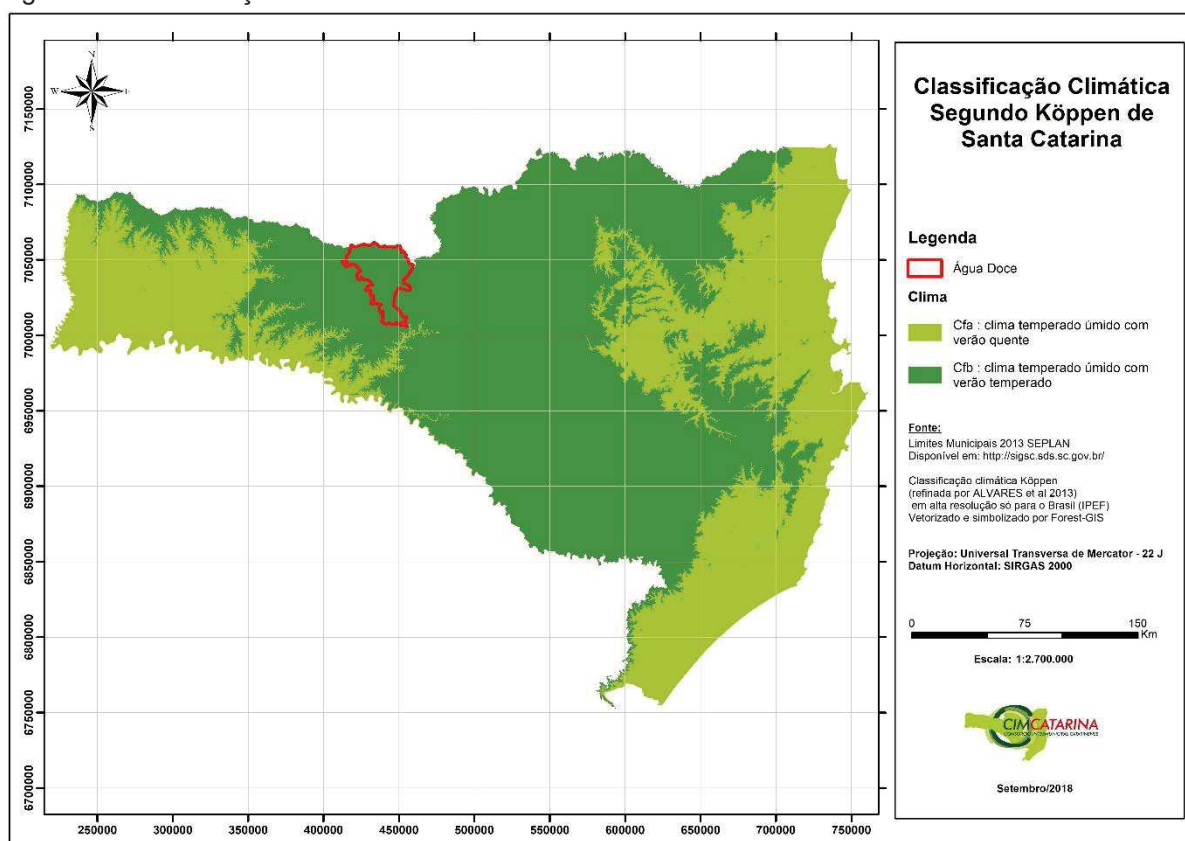 N
W
E
S
7150000
7100000
7050000
7000000
6950000
6900000
6850000
6800000
6750000
6700000
250000 300000 350000 400000 450000 500000 550000 600000 650000 700000 750000
Classificação Climática
Segundo Köppen de
Santa Catarina
Legenda
Água Doce
Clima
Cfa : clima temperado úmido com
verão quente
Cfb : clima temperado úmido com
verão temperado
Fonte:
Limites Municipais 2013 SEPLAN
Disponível em: http://sigsc.sds.sc.gov.br/
Classificação climática Köppen
(refinada por ALVARES et al 2013)
em alta resolução só para o Brasil (IPEF)
Vetorizado e simbolizado por Forest-GIS
Projeção: Universal Transversa de Mercator - 22 J
Datum Horizontal: SIRGAS 2000
0 75 150
Km
Escala: 1:2.700.000
CIMCATARINA
Setembro/2018